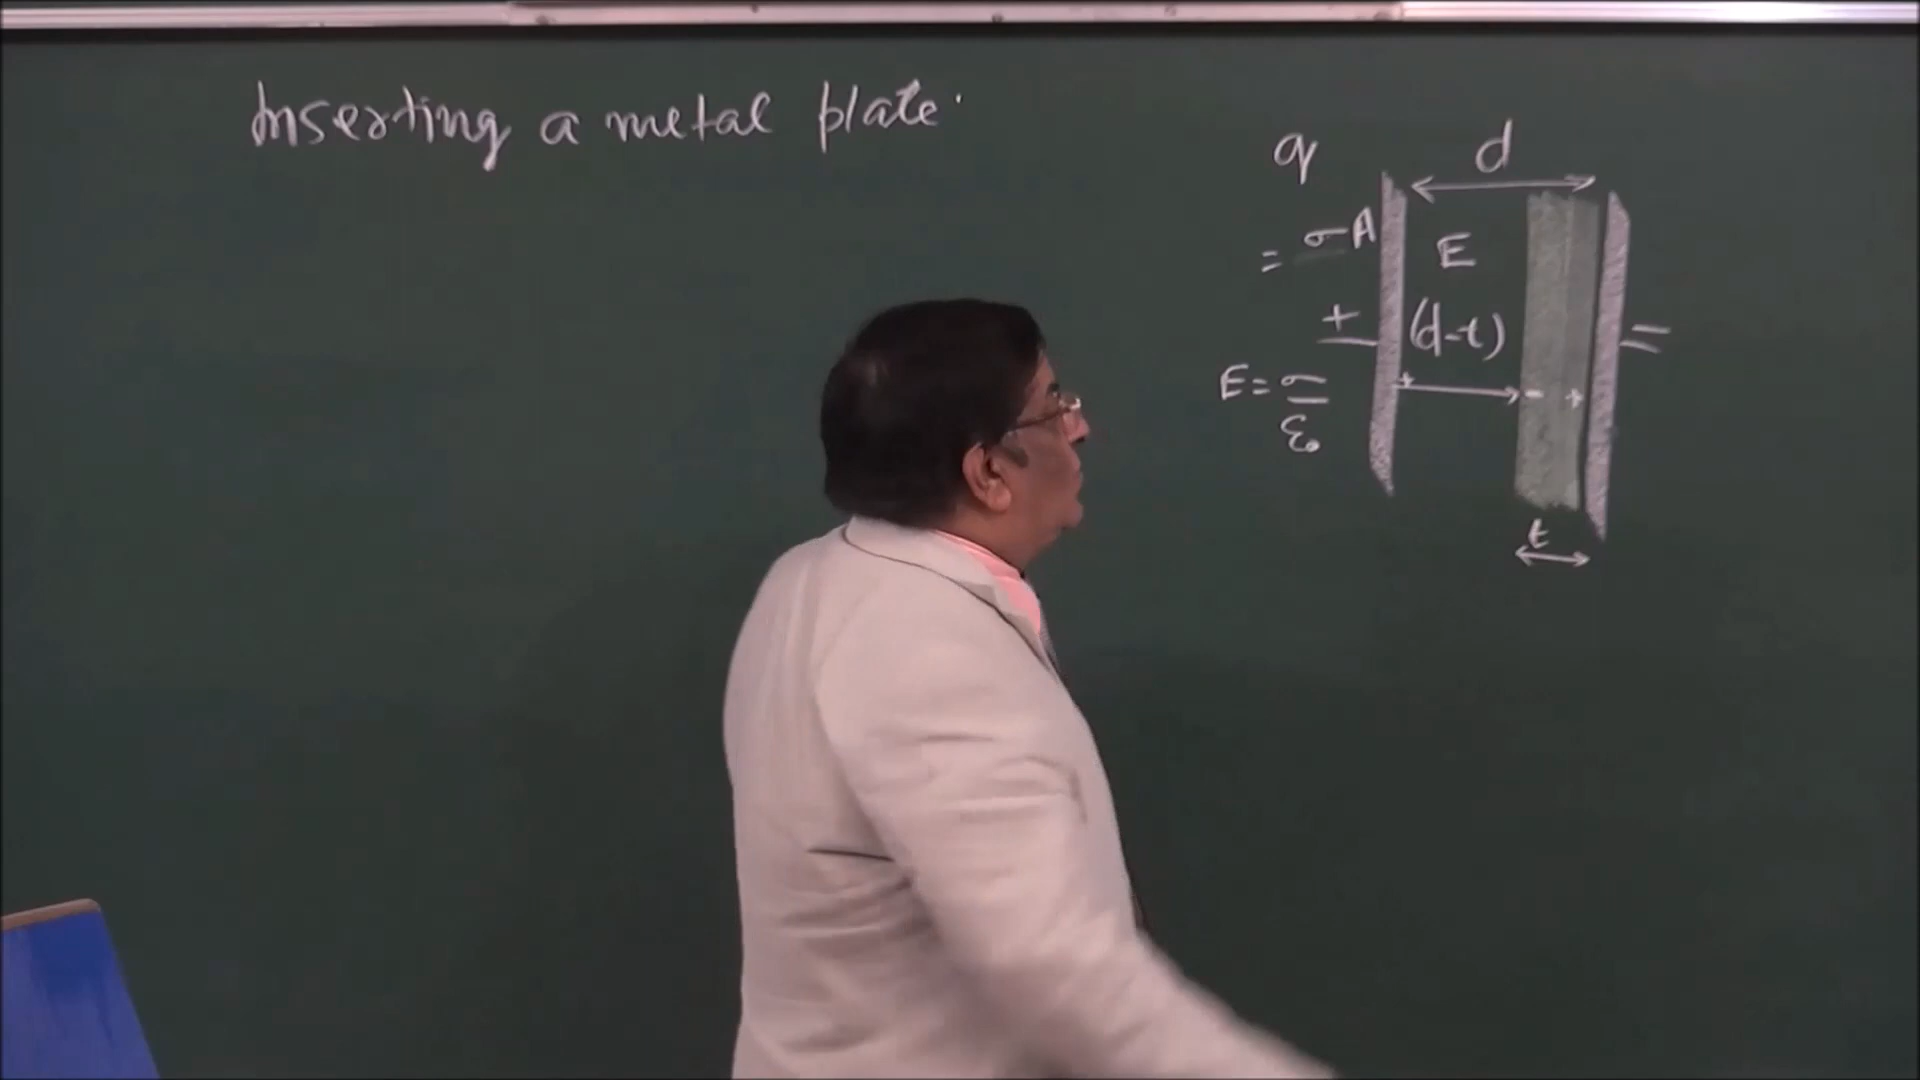 Inserting a metal plate.
q
d
= σA
E
+
(d-t)
=
E = σ/ε₀
+
- +
t